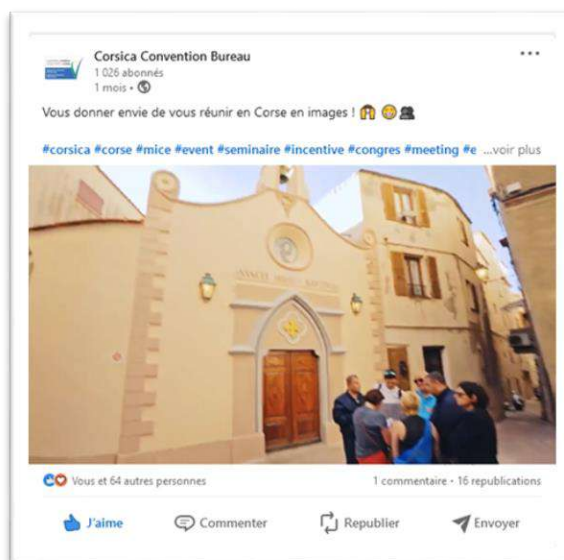 Corsica Convention Bureau
1 026 abonnés
1 mois •
Vous donner envie de vous réunir en Corse en images !
#corsica #corse #mice #event #seminaire #incentive #congres #meeting #e ...voir plus
Vous et 64 autres personnes
1 commentaire • 16 republications
J'aime
Commenter
Republier
Envoyer